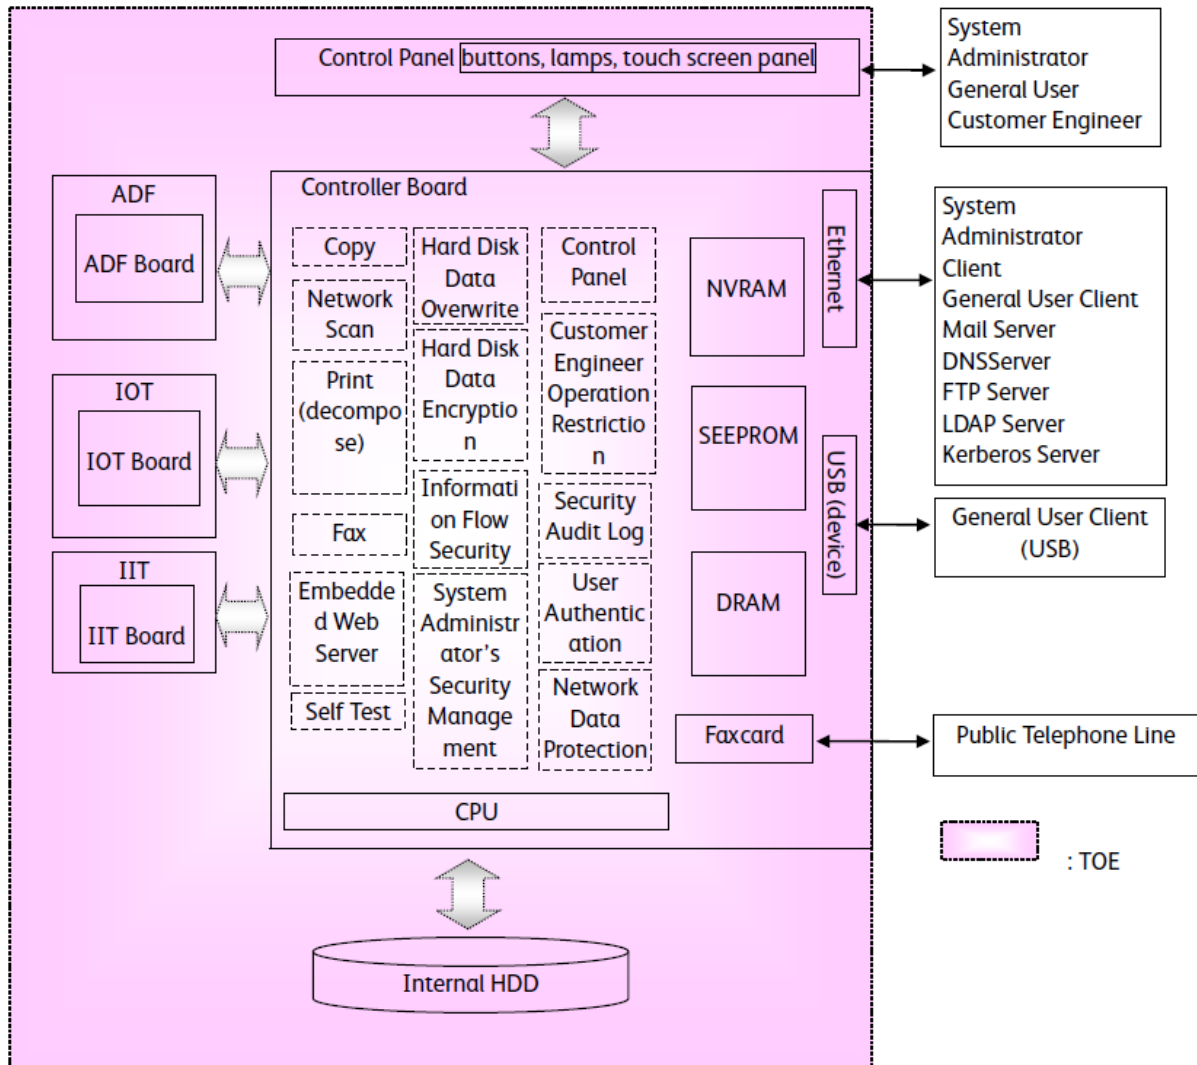 Control Panel buttons, lamps, touch screen panel
System
Administrator
General User
Customer Engineer
Controller Board
ADF
ADF Board
IOT
IOT Board
IIT
IIT Board
Copy
Network
Scan
Print
(decompo
se)
Fax
Embedde
d Web
Server
Self Test
Hard Disk
Data
Overwrite
Hard Disk
Data
Encryptio
n
Informati
on Flow
Security
System
Administr
ator's
Security
Manage
ment
Control
Panel
Customer
Engineer
Operation
Restrictio
n
Security
Audit Log
User
Authentic
ation
Network
Data
Protection
NVRAM
SEEPROM
DRAM
Faxcard
Ethernet
USB (device)
CPU
Internal HDD
System
Administrator
Client
General User Client
Mail Server
DNSServer
FTP Server
LDAP Server
Kerberos Server
General User Client
(USB)
Public Telephone Line
: TOE